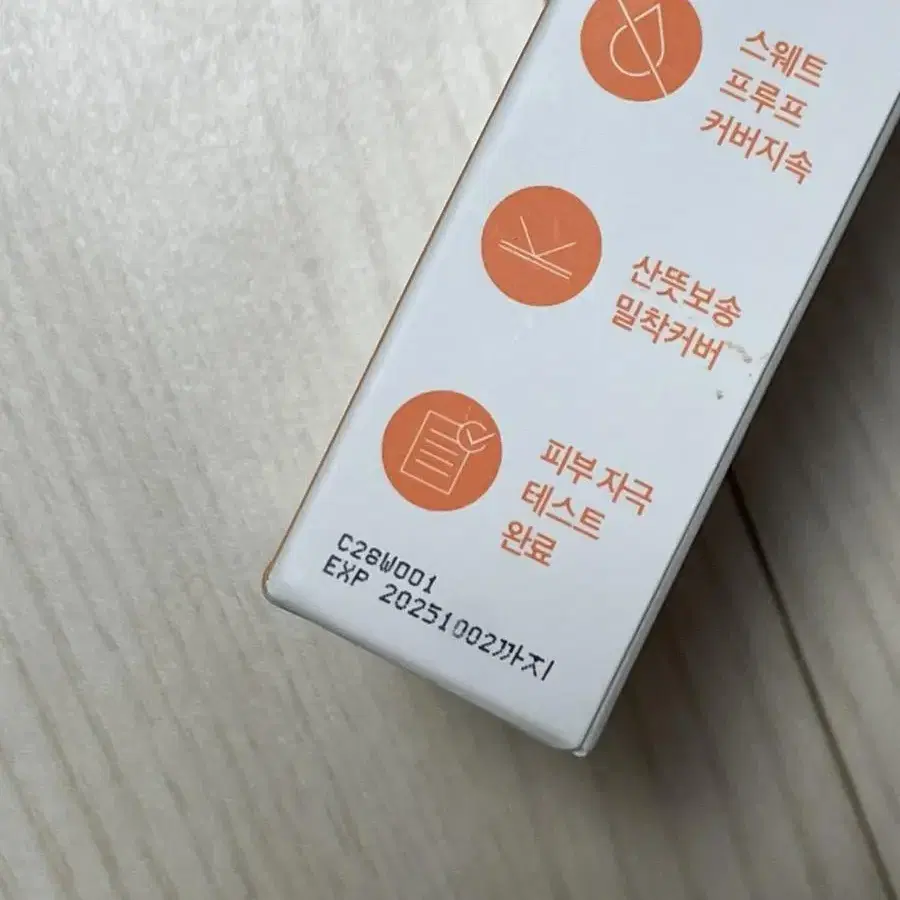 스웨트
프루프
커버지속
산뜻보송
밀착커버
피부 자극
테스트
완료
C28W001
EXP 20251002까지